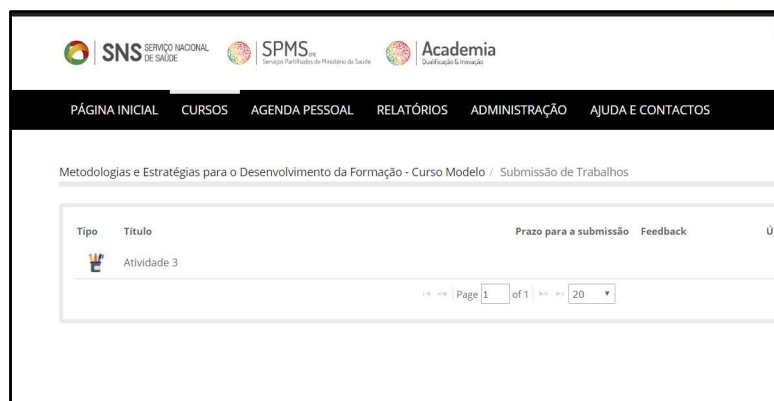 SNS SERVIÇO NACIONAL
DE SAÚDE
SPMS EPE
Serviços Partilhados do Ministério da Saúde
Academia
Qualificação & Inovação
PÁGINA INICIAL CURSOS AGENDA PESSOAL RELATÓRIOS ADMINISTRAÇÃO AJUDA E CONTACTOS
Metodologias e Estratégias para o Desenvolvimento da Formação - Curso Modelo / Submissão de Trabalhos
Tipo Título Prazo para a submissão Feedback
Atividade 3
Page 1 of 1 20